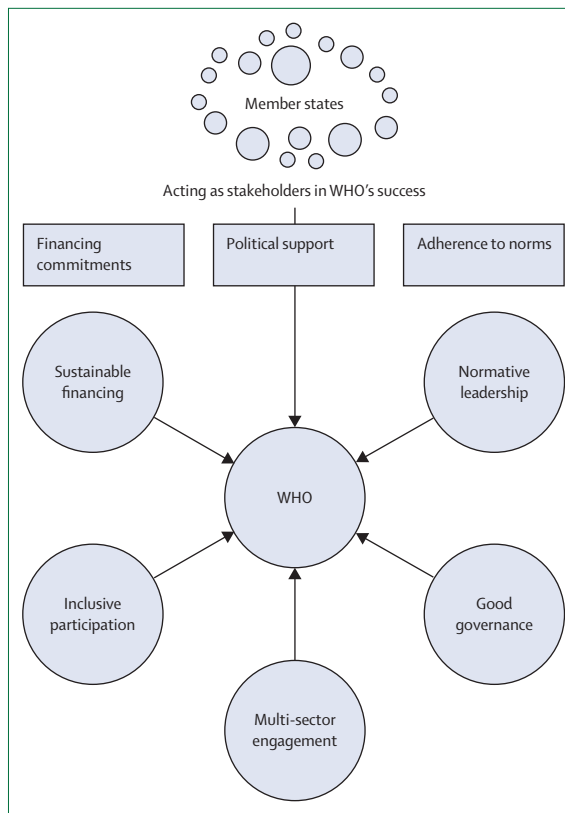 Member states
Acting as stakeholders in WHO's success
Financing
commitments
Political support
Adherence to norms
Sustainable
financing
Normative
leadership
WHO
Inclusive
participation
Good
governance
Multi-sector
engagement